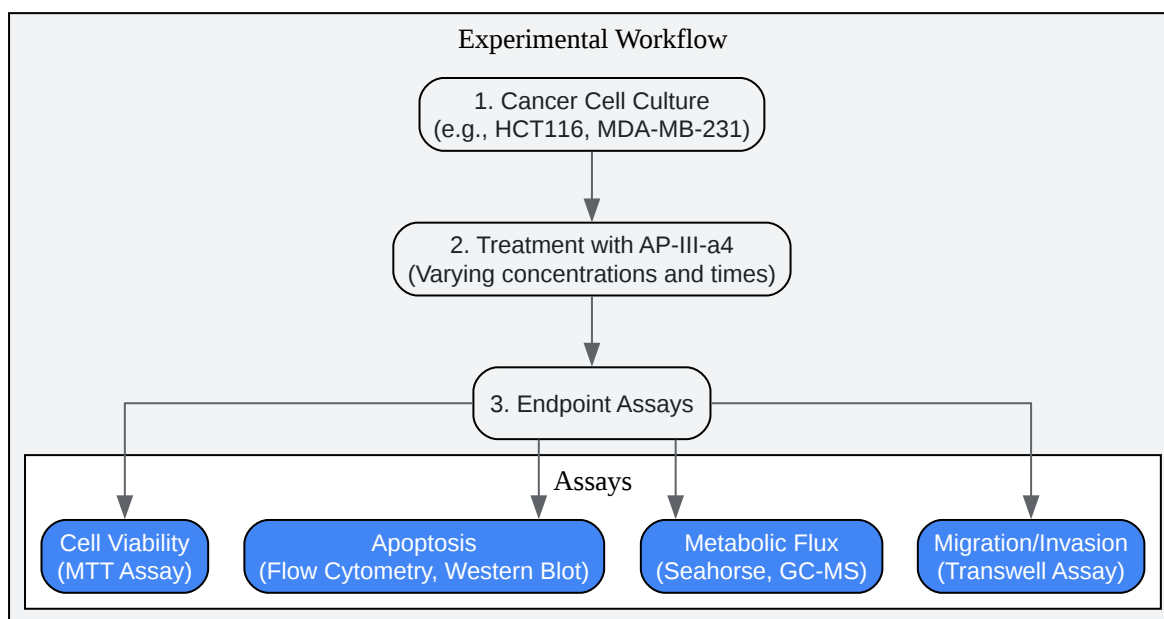 Experimental Workflow
1. Cancer Cell Culture
(e.g., HCT116, MDA-MB-231)
2. Treatment with AP-III-a4
(Varying concentrations and times)
3. Endpoint Assays
Assays
Cell Viability
(MTT Assay)
Apoptosis
(Flow Cytometry, Western Blot)
Metabolic Flux
(Seahorse, GC-MS)
Migration/Invasion
(Transwell Assay)